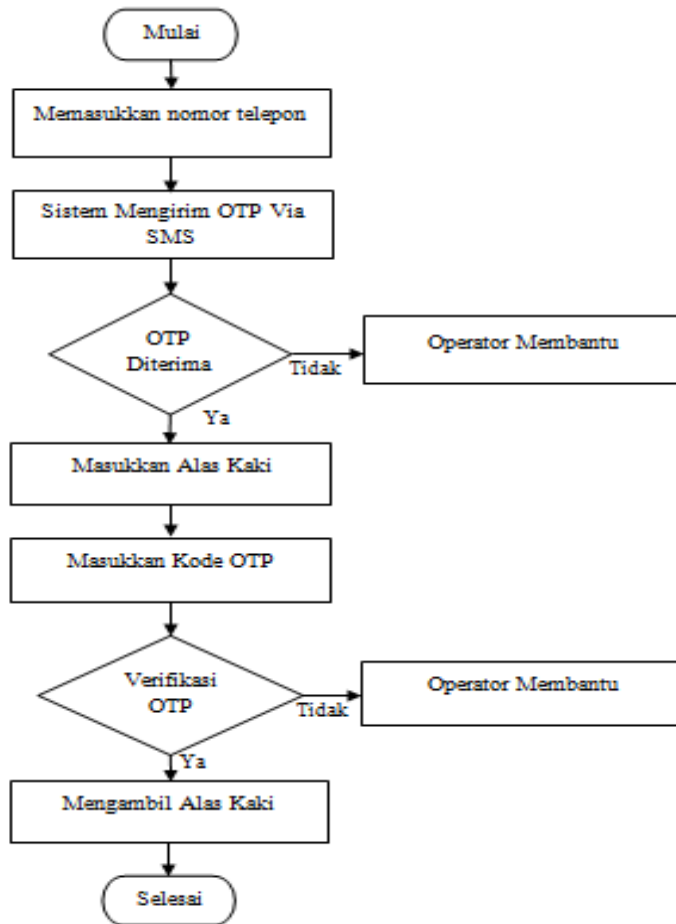 Mulai
Memasukkan nomor telepon
Sistem Mengirim OTP Via
SMS
OTP
Diterima
Tidak
Operator Membantu
Ya
Masukkan Alas Kaki
Masukkan Kode OTP
Verifikasi
OTP
Tidak
Operator Membantu
Ya
Mengambil Alas Kaki
Selesai